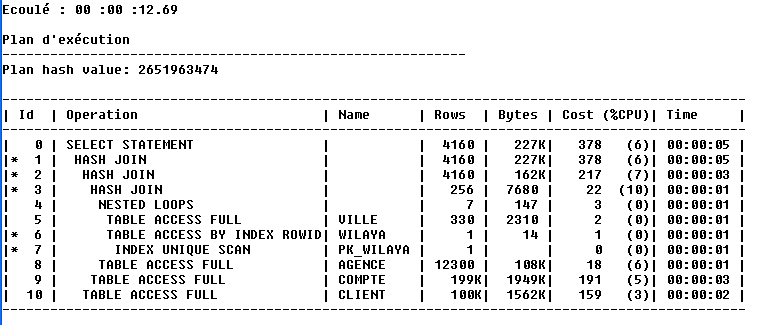 Ecoulé : 00 :00 :12.69
Plan d'exécution
----------------------------------------------------------
Plan hash value: 2651963474
---------------------------------------------------------------------------------------------
| Id  | Operation                       | Name      | Rows  | Bytes | Cost (%CPU)| Time     |
---------------------------------------------------------------------------------------------
|   0 | SELECT STATEMENT                |           |  4160 |   227K|   378   (6)| 00:00:05 |
|*  1 |  HASH JOIN                      |           |  4160 |   227K|   378   (6)| 00:00:05 |
|*  2 |   HASH JOIN                     |           |  4160 |   162K|   217   (7)| 00:00:03 |
|*  3 |    HASH JOIN                    |           |   256 |  7680 |    22  (10)| 00:00:01 |
|   4 |     NESTED LOOPS                |           |     7 |   147 |     3   (0)| 00:00:01 |
|   5 |      TABLE ACCESS FULL          | VILLE     |   330 |  2310 |     2   (0)| 00:00:01 |
|*  6 |      TABLE ACCESS BY INDEX ROWID| WILAYA    |     1 |    14 |     1   (0)| 00:00:01 |
|*  7 |       INDEX UNIQUE SCAN         | PK_WILAYA |     1 |       |     0   (0)| 00:00:01 |
|   8 |     TABLE ACCESS FULL           | AGENCE    | 12300 |   108K|    18   (6)| 00:00:01 |
|   9 |    TABLE ACCESS FULL            | COMPTE    |   199K|  1949K|   191   (5)| 00:00:03 |
|  10 |   TABLE ACCESS FULL             | CLIENT    |   100K|  1562K|   159   (3)| 00:00:02 |
---------------------------------------------------------------------------------------------